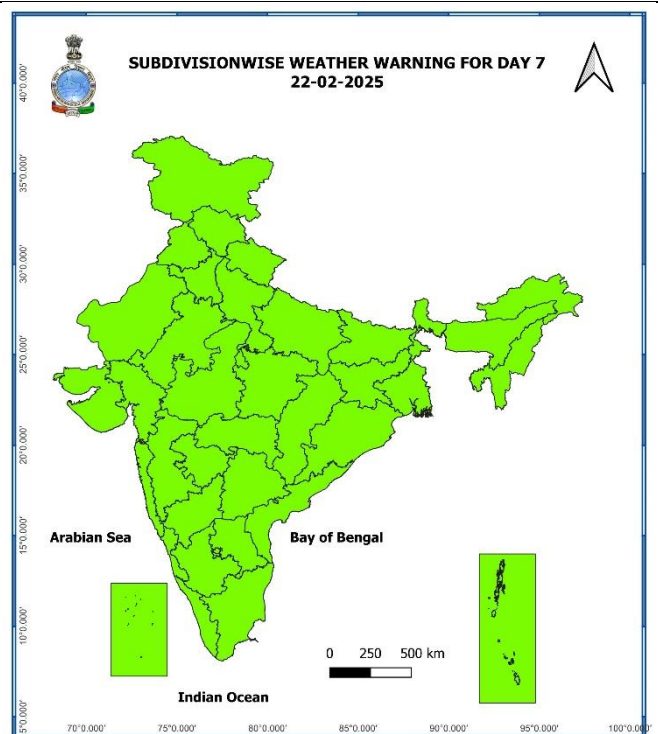 SUBDIVISIONWISE WEATHER WARNING FOR DAY 7
22-02-2025
40°0.000'
35°0.000'
30°0.000'
25°0.000'
20°0.000'
15°0.000'
10°0.000'
5°0.000'
Arabian Sea
Bay of Bengal
0 250 500 km
Indian Ocean
70°0.000' 75°0.000' 80°0.000' 85°0.000' 90°0.000' 95°0.000' 100°0.000'